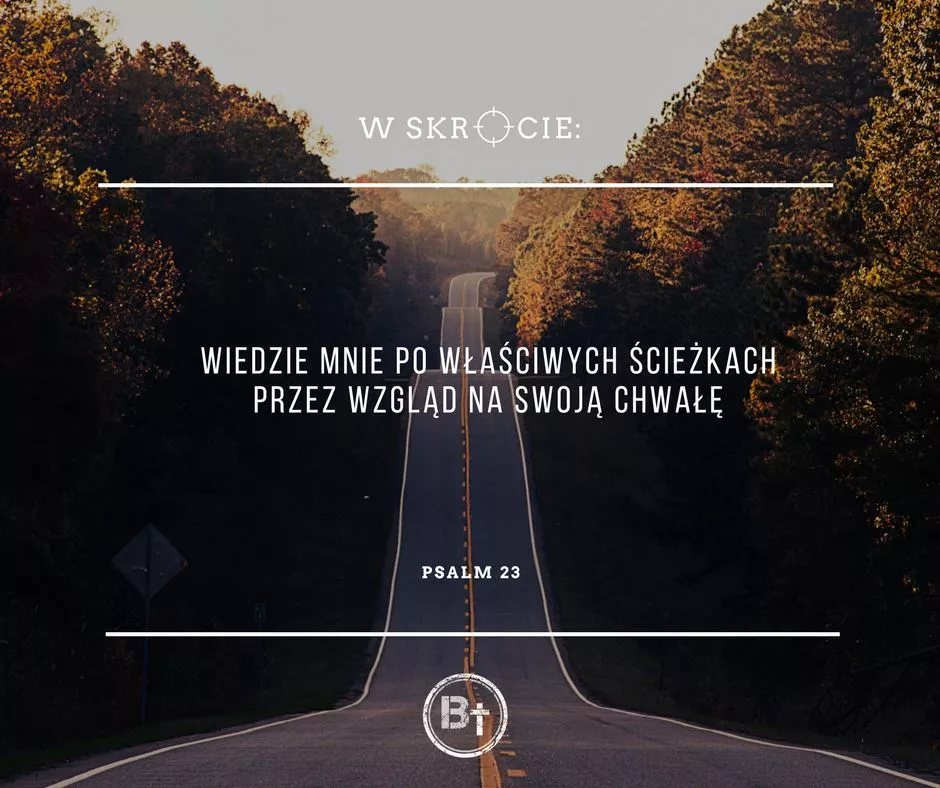 W SKRÓCIE:
WIEDZIE MNIE PO WŁAŚCIWYCH ŚCIEŻKACH
PRZEZ WZGLĄD NA SWOJĄ CHWAŁĘ
PSALM 23
B†